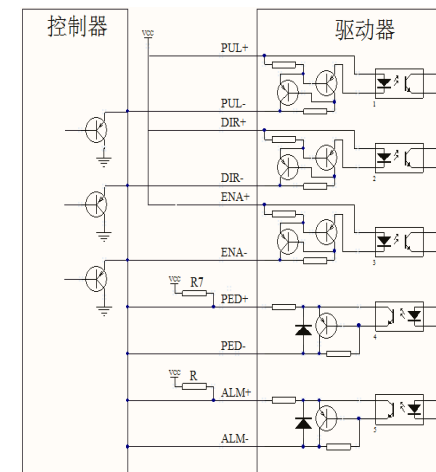 控制器
驱动器
VCC
PUL+
PUL-
1
DIR+
DIR-
2
ENA+
ENA-
3
VCC
R7
PED+
PED-
4
VCC
R
ALM+
ALM-
5